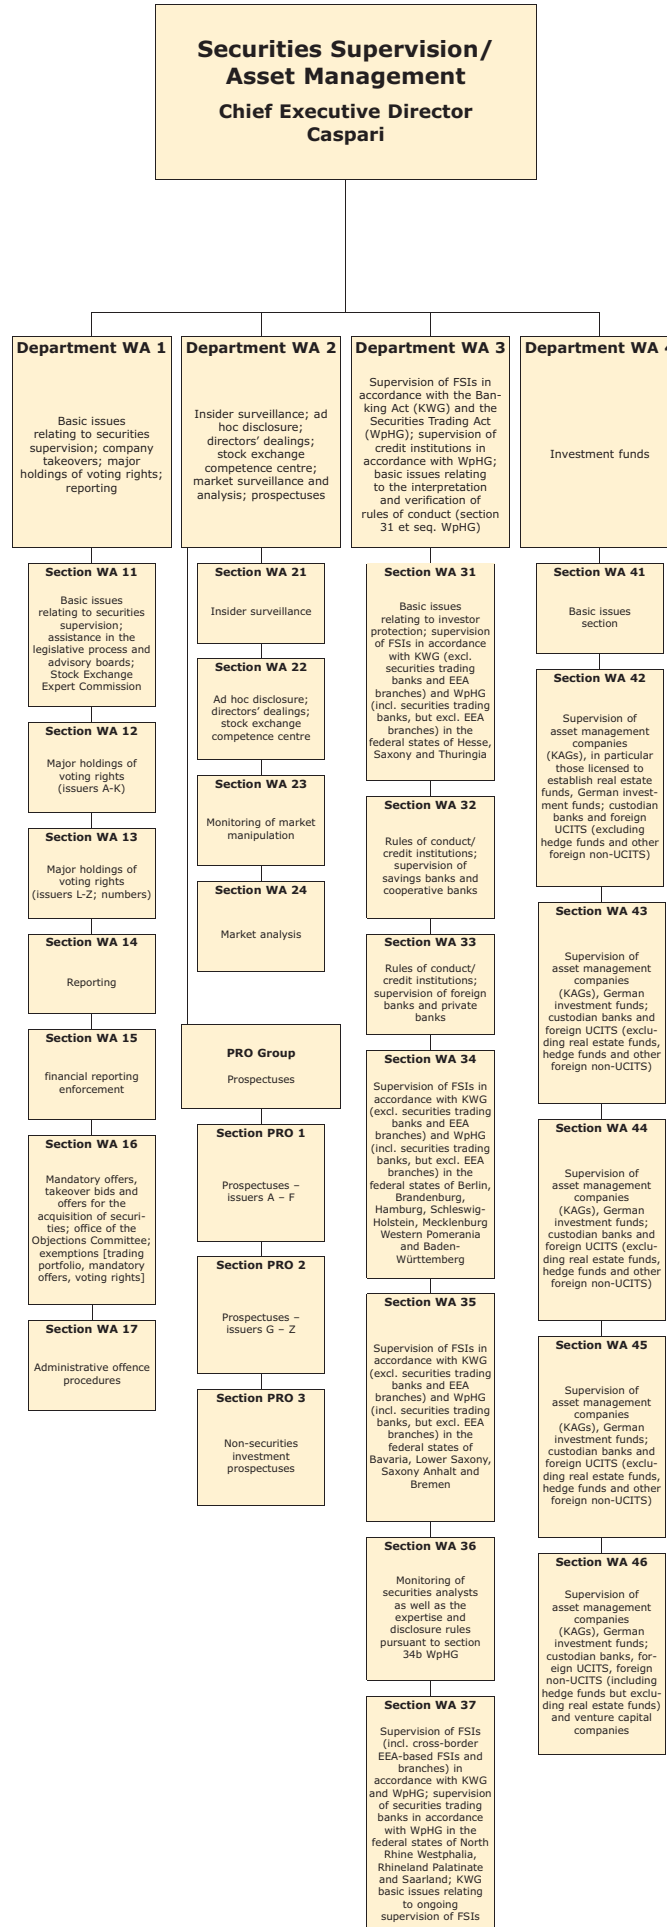 Securities Supervision/
Asset Management
Chief Executive Director
Caspari
Department WA 1
Basic issues
relating to securities
supervision; company
takeovers; major
holdings of voting rights;
reporting
Section WA 11
Basic issues
relating to securities
supervision;
assistance in the
legislative process and
advisory boards;
Stock Exchange
Expert Commission
Section WA 12
Major holdings of
voting rights
(issuers A-K)
Section WA 13
Major holdings of
voting rights
(issuers L-Z; numbers)
Section WA 14
Reporting
Section WA 15
financial reporting
enforcement
Section WA 16
Mandatory offers,
takeover bids and
offers for the
acquisition of securi-
ties; office of the
Objections Committee;
exemptions [trading
portfolio, mandatory
offers, voting rights]
Section WA 17
Administrative offence
procedures
Department WA 2
Insider surveillance; ad
hoc disclosure;
directors’ dealings;
stock exchange
competence centre;
market surveillance and
analysis; prospectuses
Section WA 21
Insider surveillance
Section WA 22
Ad hoc disclosure;
directors’ dealings;
stock exchange
competence centre
Section WA 23
Monitoring of market
manipulation
Section WA 24
Market analysis
PRO Group
Prospectuses
Section PRO 1
Prospectuses –
issuers A – F
Section PRO 2
Prospectuses –
issuers G – Z
Section PRO 3
Non-securities
investment
prospectuses
Department WA 3
Supervision of FSIs in
accordance with the Ban-
king Act (KWG) and the
Securities Trading Act
(WpHG); supervision of
credit institutions in
accordance with WpHG;
basic issues relating
to the interpretation
and verification of
rules of conduct (section
31 et seq. WpHG)
Section WA 31
Basic issues
relating to investor
protection; supervision
of FSIs in accordance
with KWG (excl.
securities trading
banks and EEA
branches) and WpHG
(incl. securities trading
banks, but excl. EEA
branches) in the
federal states of Hesse,
Saxony and Thuringia
Section WA 32
Rules of conduct/
credit institutions;
supervision of
savings banks and
cooperative banks
Section WA 33
Rules of conduct/
credit institutions;
supervision of foreign
banks and private
banks
Section WA 34
Supervision of FSIs in
accordance with KWG
(excl. securities trading
banks and EEA
branches) and WpHG
(incl. securities trading
banks, but excl. EEA
branches) in the
federal states of Berlin,
Brandenburg,
Hamburg, Schleswig-
Holstein, Mecklenburg
Western Pomerania
and Baden-
Württemberg
Section WA 35
Supervision of FSIs in
accordance with KWG
(excl. securities trading
banks and EEA
branches) and WpHG
(incl. securities trading
banks, but excl. EEA
branches) in the
federal states of
Bavaria, Lower Saxony,
Saxony Anhalt and
Bremen
Section WA 36
Monitoring of
securities analysts
as well as the
expertise and
disclosure rules
pursuant to section
34b WpHG
Section WA 37
Supervision of FSIs
(incl. cross-border
EEA-based FSIs and
branches) in
accordance with KWG
and WpHG; supervision
of securities trading
banks in accordance
with WpHG in the
federal states of North
Rhine Westphalia,
Rhineland Palatinate
and Saarland; KWG
basic issues relating
to ongoing
supervision of FSIs
Department WA
Investment funds
Section WA 41
Basic issues
section
Section WA 42
Supervision of
asset management
companies
(KAGs), in particular
those licensed to
establish real estate
funds, German invest-
ment funds; custodian
banks and foreign
UCITS (excluding
hedge funds and other
foreign non-UCITS)
Section WA 43
Supervision of
asset management
companies
(KAGs), German
investment funds;
custodian banks and
foreign UCITS (exclu-
ding real estate funds,
hedge funds and other
foreign non-UCITS)
Section WA 44
Supervision of
asset management
companies
(KAGs), German
investment funds;
custodian banks and
foreign UCITS (exclu-
ding real estate funds,
hedge funds and other
foreign non-UCITS)
Section WA 45
Supervision of
asset management
companies
(KAGs), German
investment funds;
custodian banks and
foreign UCITS (exclu-
ding real estate funds,
hedge funds and other
foreign non-UCITS)
Section WA 46
Supervision of
asset management
companies
(KAGs), German
investment funds;
custodian banks, for-
eign UCITS, foreign
non-UCITS (including
hedge funds but exclu-
ding real estate funds)
and venture capital
companies